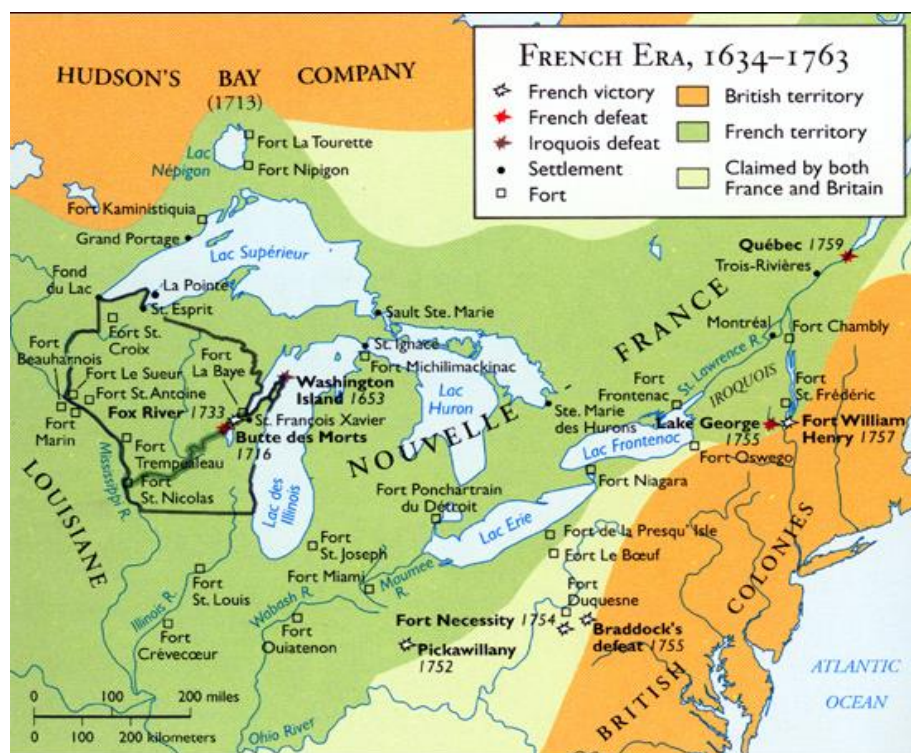 FRENCH ERA, 1634–1763
French victory
French defeat
Iroquois defeat
Settlement
Fort
British territory
French territory
Claimed by both
France and Britain
HUDSON'S BAY COMPANY
(1713)
Lac
Népigon
Fort La Tourette
Fort Nipigon
Fort Kaministiquia
Grand Portage
Lac Supérieur
Québec 1759
Trois-Rivières
Fond
du Lac
La Pointe
St. Esprit
Sault Ste. Marie
Montréal
Fort Chambly
Fort St.
Croix
St. Ignace
Fort Michilimackinac
Fort
Beauharnois
Fort Le Sueur
Fort
La Baye
Fort St. Antoine
Washington
Island 1653
Lac
Huron
NOUVELLE-FRANCE
St. Lawrence R.
IROQUOIS
Fort
Frontenac
Fort
St. Frédéric
Fox River 1733
St. François Xavier
Ste. Marie
des Hurons
Lake George
1755
Fort William
Henry 1757
Fort
Marin
Butte des Morts
1716
Lac Frontenac
Fort Oswego
Fort
Trempealeau
Mississippi R.
Fort
St. Nicolas
LOUISIANE
Lac des
Illinois
Fort Niagara
Fort Ponchartrain
du Détroit
Lac Erie
Fort de la Presqu' Isle
Fort Le Bœuf
Fort
St. Joseph
Fort Miami
Maumee
R.
Fort
Duquesne
Illinois R.
Fort
St. Louis
Wabash R.
Fort
Ouiatenon
Fort Necessity 1754
Braddock's
defeat 1755
Fort
Crèvecœur
Pickawillany
1752
BRITISH COLONIES
ATLANTIC
OCEAN
0 100 200 miles
0 100 200 kilometers
Ohio River